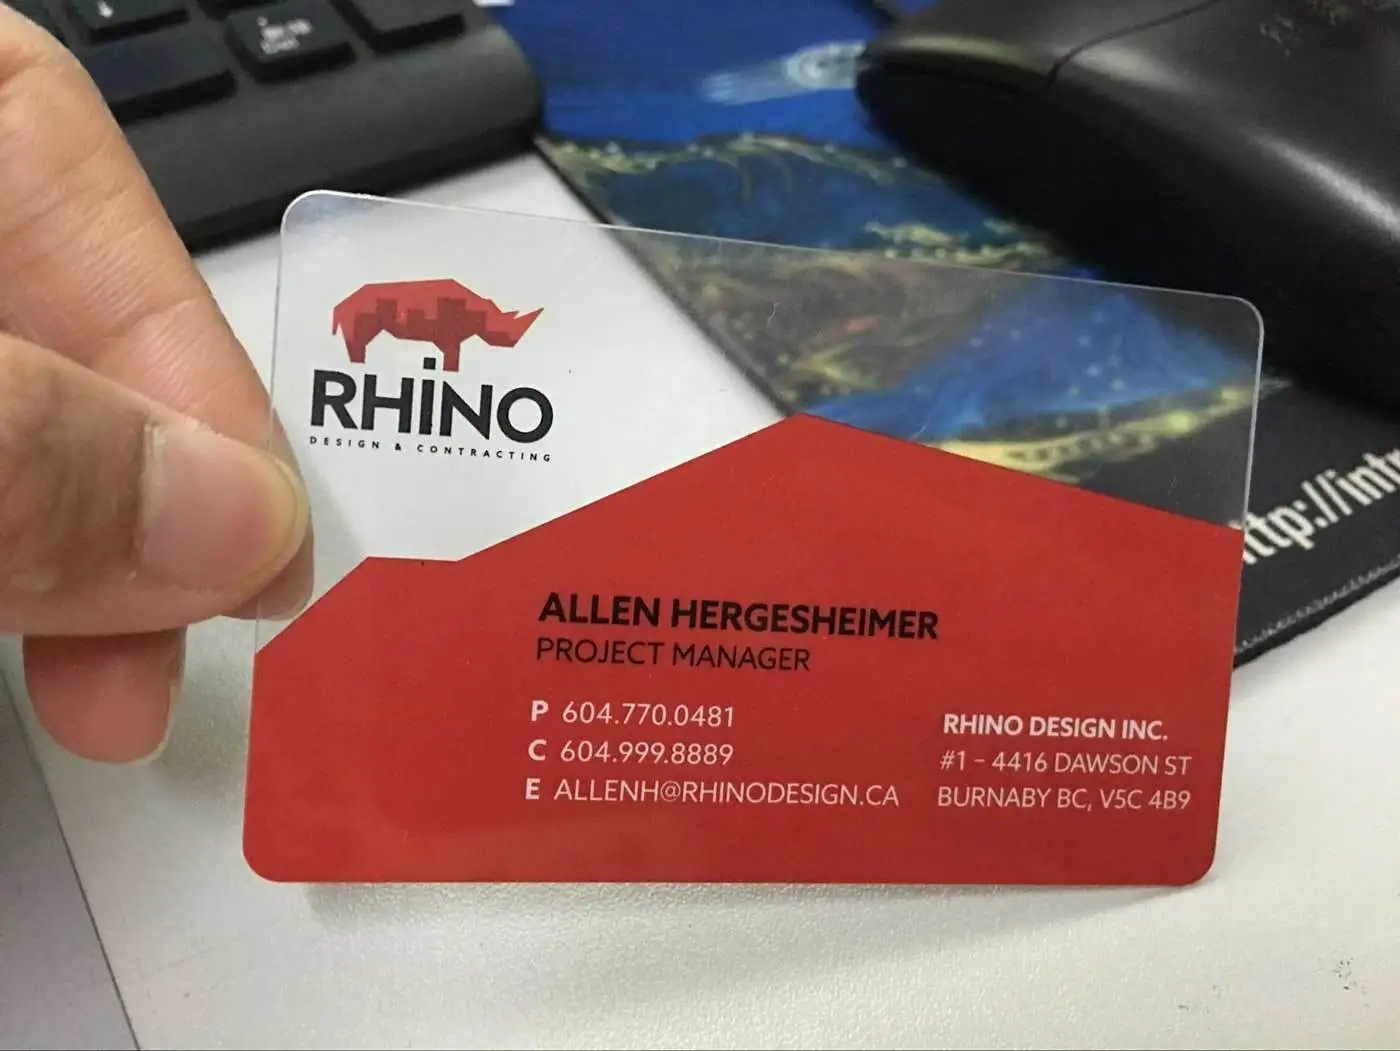 RHINO
DESIGN & CONTRACTING
ALLEN HERGESHEIMER
PROJECT MANAGER
P 604.770.0481
C 604.999.8889
E ALLENH@RHINODESIGN.CA
RHINO DESIGN INC.
#1 - 4416 DAWSON ST
BURNABY BC, V5C 4B9
ttp://int